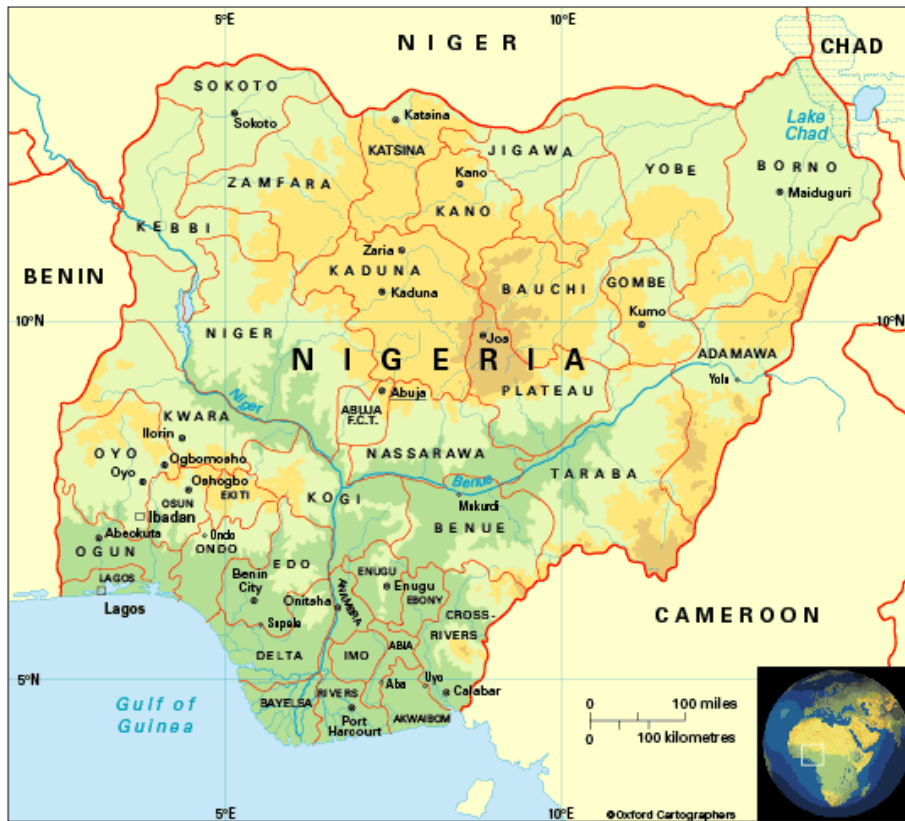 5°E
10°E
NIGER
CHAD
SOKOTO
Sokoto
Katsina
KATSINA
JIGAWA
Lake
Chad
ZAMFARA
Kano
KANO
YOBE
BORNO
Maiduguri
KEBBI
BENIN
Zaria
KADUNA
Kaduna
BAUCHI
GOMBE
Kumo
10°N
10°N
NIGER
NIGERIA
Jos
ADAMAWA
Yola
Niger
Abuja
PLATEAU
KWARA
ABUJA
F.C.T.
Ilorin
NASSARAWA
OYO
Ogbomosho
Oyo
Oshogbo
OSUN
EKITI
KOGI
Benue
TARABA
Makurdi
Ibadan
BENUE
Abeokuta
OGUN
Ondo
ONDO
EDO
LAGOS
Lagos
Benin
City
ENUGU
Enugu
EBONY
Onitsha
ANAMBRA
CROSS-
RIVERS
CAMEROON
Sapele
DELTA
IMO
ABIA
5°N
Aba
Uyo
Calabar
BAYELSA
RIVERS
Port
Harcourt
AKWAIBOM
Gulf of
Guinea
0
100 miles
0
100 kilometres
5°E
10°E
©Oxford Cartographers